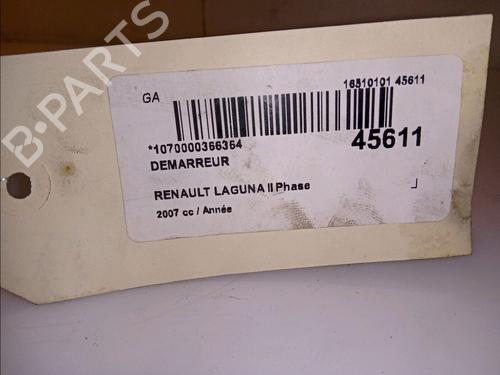 GA
16510101 45611
*1070000366364
45611
DEMARREUR
RENAULT LAGUNA II Phase
2007 cc / Année
B-PARTS